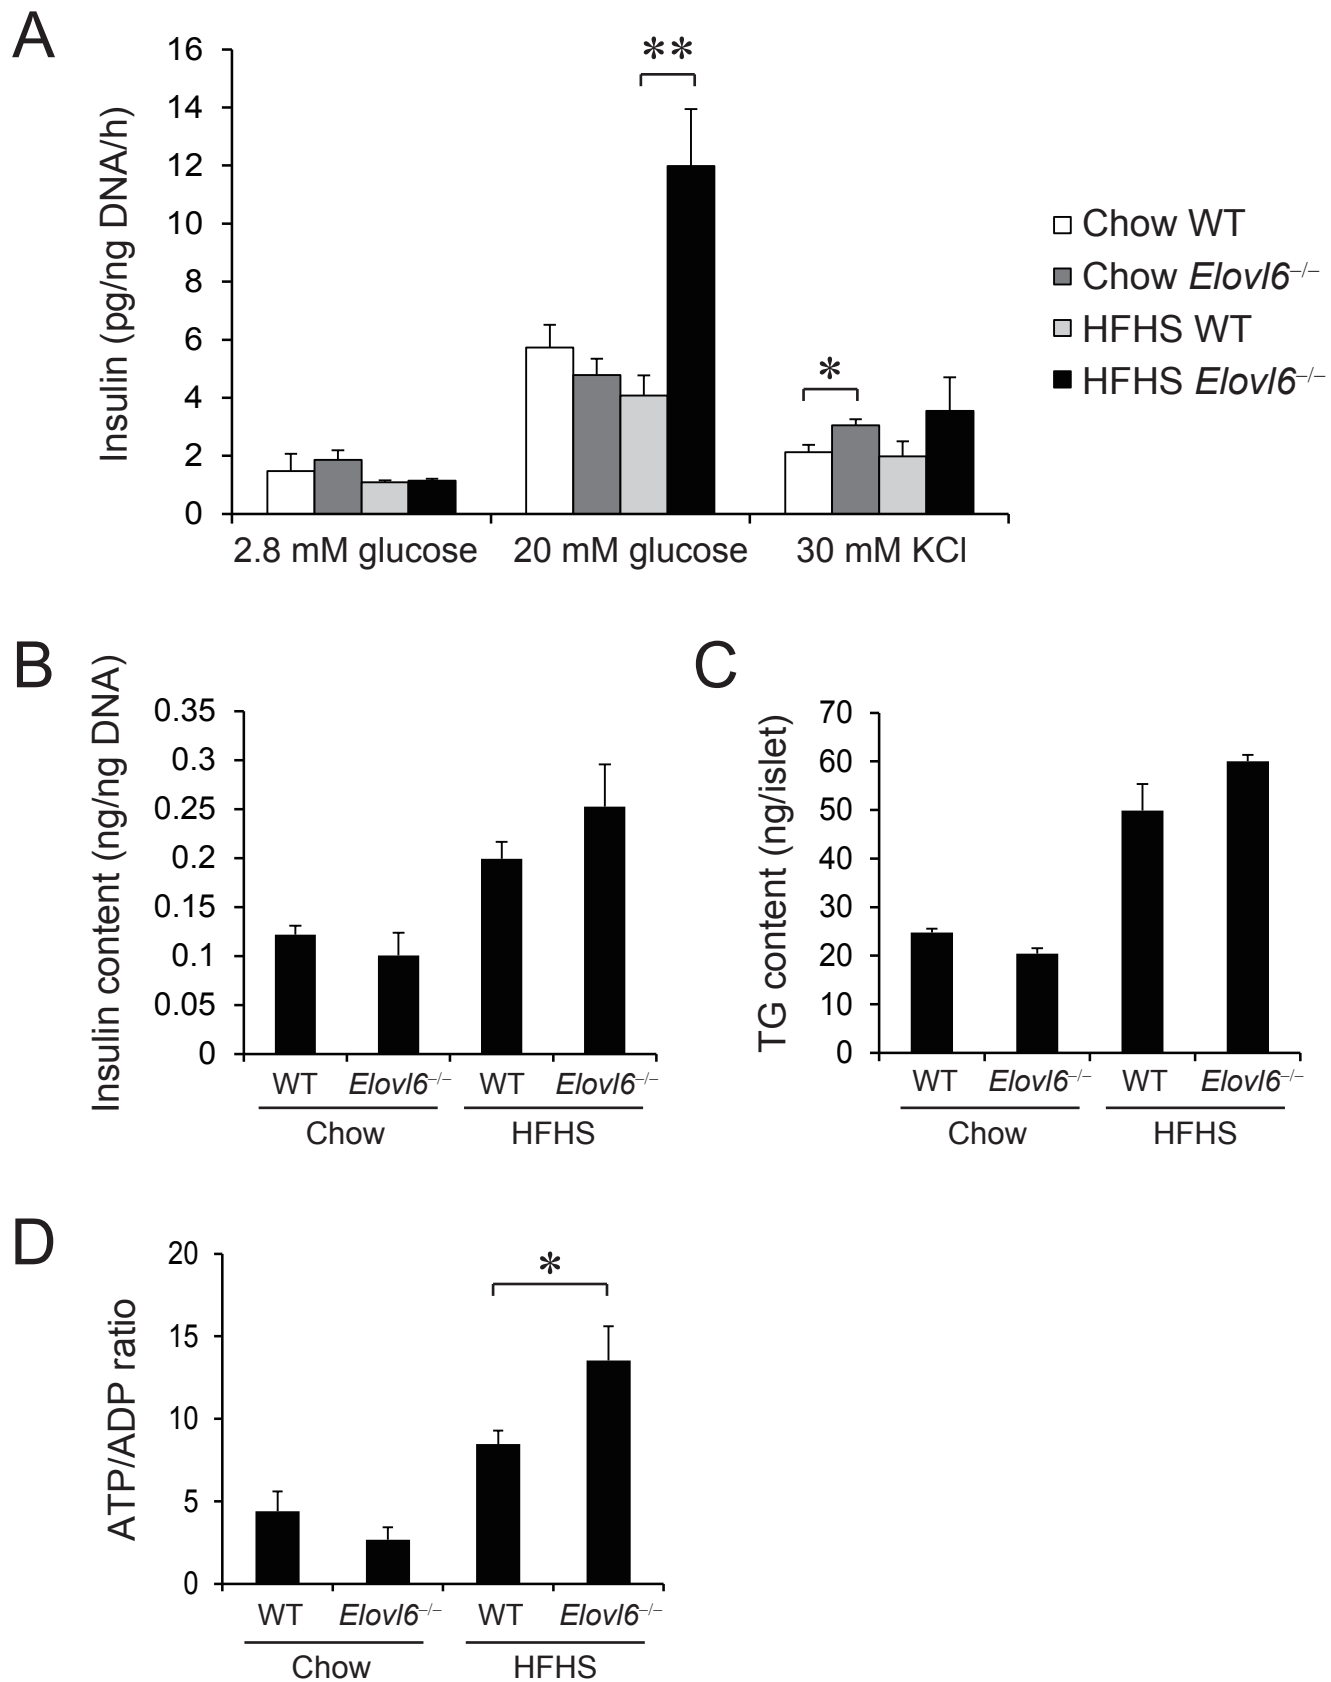 A
Insulin (pg/ng DNA/h)
16
14
12
10
8
6
4
2
0
**
*
2.8 mM glucose 20 mM glucose 30 mM KCl
Chow WT
Chow Elovl6–/–
HFHS WT
HFHS Elovl6–/–
B
Insulin content (ng/ng DNA)
0.35
0.3
0.25
0.2
0.15
0.1
0.05
0
WT Elovl6–/– WT Elovl6–/–
Chow HFHS
C
TG content (ng/islet)
70
60
50
40
30
20
10
0
WT Elovl6–/– WT Elovl6–/–
Chow HFHS
D
ATP/ADP ratio
20
15
10
5
0
*
WT Elovl6–/– WT Elovl6–/–
Chow HFHS